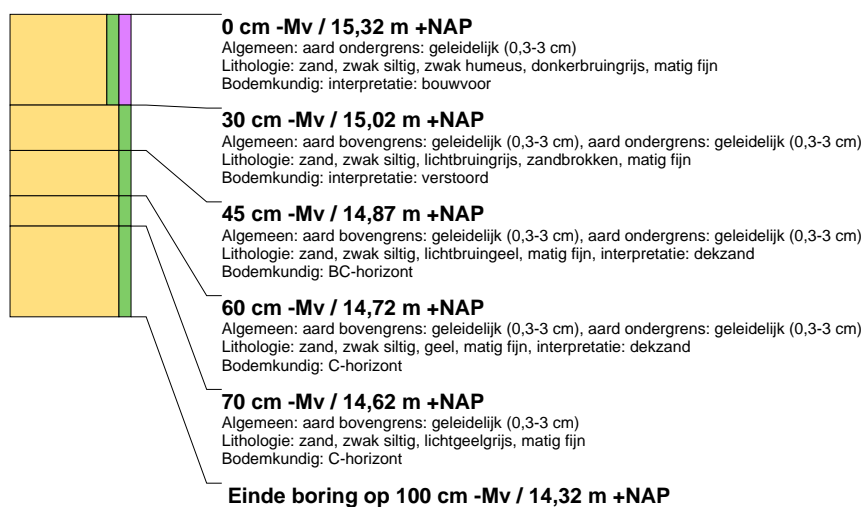 0 cm -Mv / 15,32 m +NAP
Algemeen: aard ondergrens: geleidelijk (0,3-3 cm)
Lithologie: zand, zwak siltig, zwak humeus, donkerbruingrijs, matig fijn
Bodemkundig: interpretatie: bouwvoor
30 cm -Mv / 15,02 m +NAP
Algemeen: aard bovengrens: geleidelijk (0,3-3 cm), aard ondergrens: geleidelijk (0,3-3 cm)
Lithologie: zand, zwak siltig, lichtbruingrijs, zandbrokken, matig fijn
Bodemkundig: interpretatie: verstoord
45 cm -Mv / 14,87 m +NAP
Algemeen: aard bovengrens: geleidelijk (0,3-3 cm), aard ondergrens: geleidelijk (0,3-3 cm)
Lithologie: zand, zwak siltig, lichtbruingeel, matig fijn, interpretatie: dekzand
Bodemkundig: BC-horizont
60 cm -Mv / 14,72 m +NAP
Algemeen: aard bovengrens: geleidelijk (0,3-3 cm), aard ondergrens: geleidelijk (0,3-3 cm)
Lithologie: zand, zwak siltig, geel, matig fijn, interpretatie: dekzand
Bodemkundig: C-horizont
70 cm -Mv / 14,62 m +NAP
Algemeen: aard bovengrens: geleidelijk (0,3-3 cm)
Lithologie: zand, zwak siltig, lichtgeelgrijs, matig fijn
Bodemkundig: C-horizont
Einde boring op 100 cm -Mv / 14,32 m +NAP